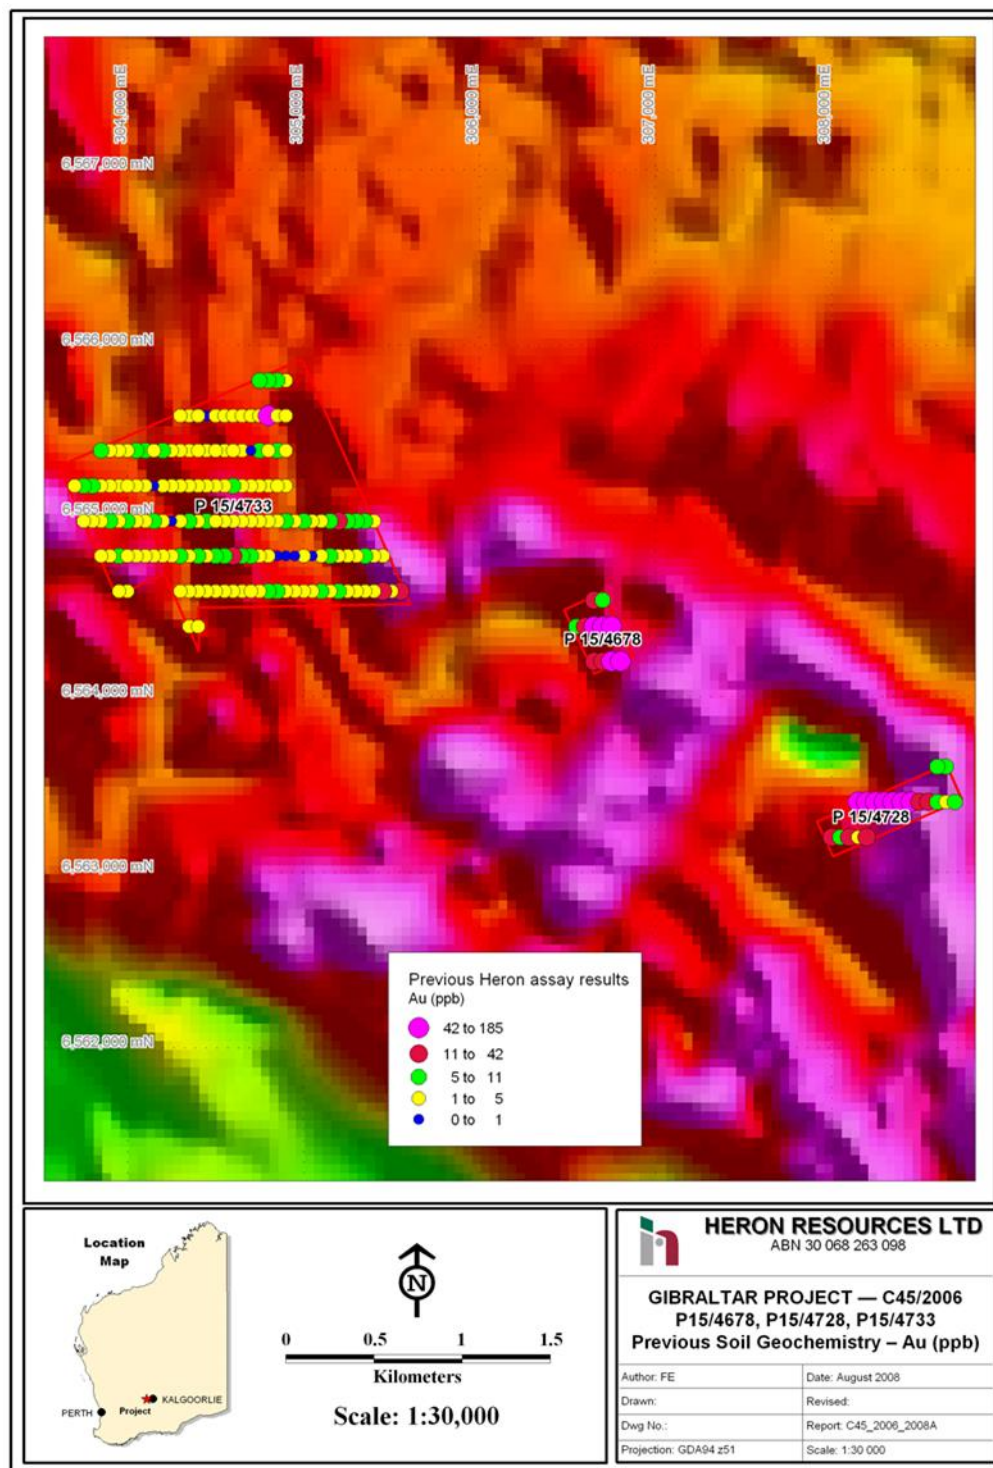 304,000 mE
305,000 mE
306,000 mE
307,000 mE
308,000 mE
6,567,000 mN
6,566,000 mN
6,565,000 mN
6,564,000 mN
6,563,000 mN
6,562,000 mN
P 15/4733
P 15/4678
P 15/4728
Previous Heron assay results
Au (ppb)
42 to 185
11 to 42
5 to 11
1 to 5
0 to 1
Location
Map
KALGOORLIE
PERTH
Project
N
0 0.5 1 1.5
Kilometers
Scale: 1:30,000
HERON RESOURCES LTD
ABN 30 068 263 098
GIBRALTAR PROJECT — C45/2006
P15/4678, P15/4728, P15/4733
Previous Soil Geochemistry – Au (ppb)
Author: FE Date: August 2008
Drawn: Revised:
Dwg No.: Report: C45_2006_2008A
Projection: GDA94 z51 Scale: 1:30 000